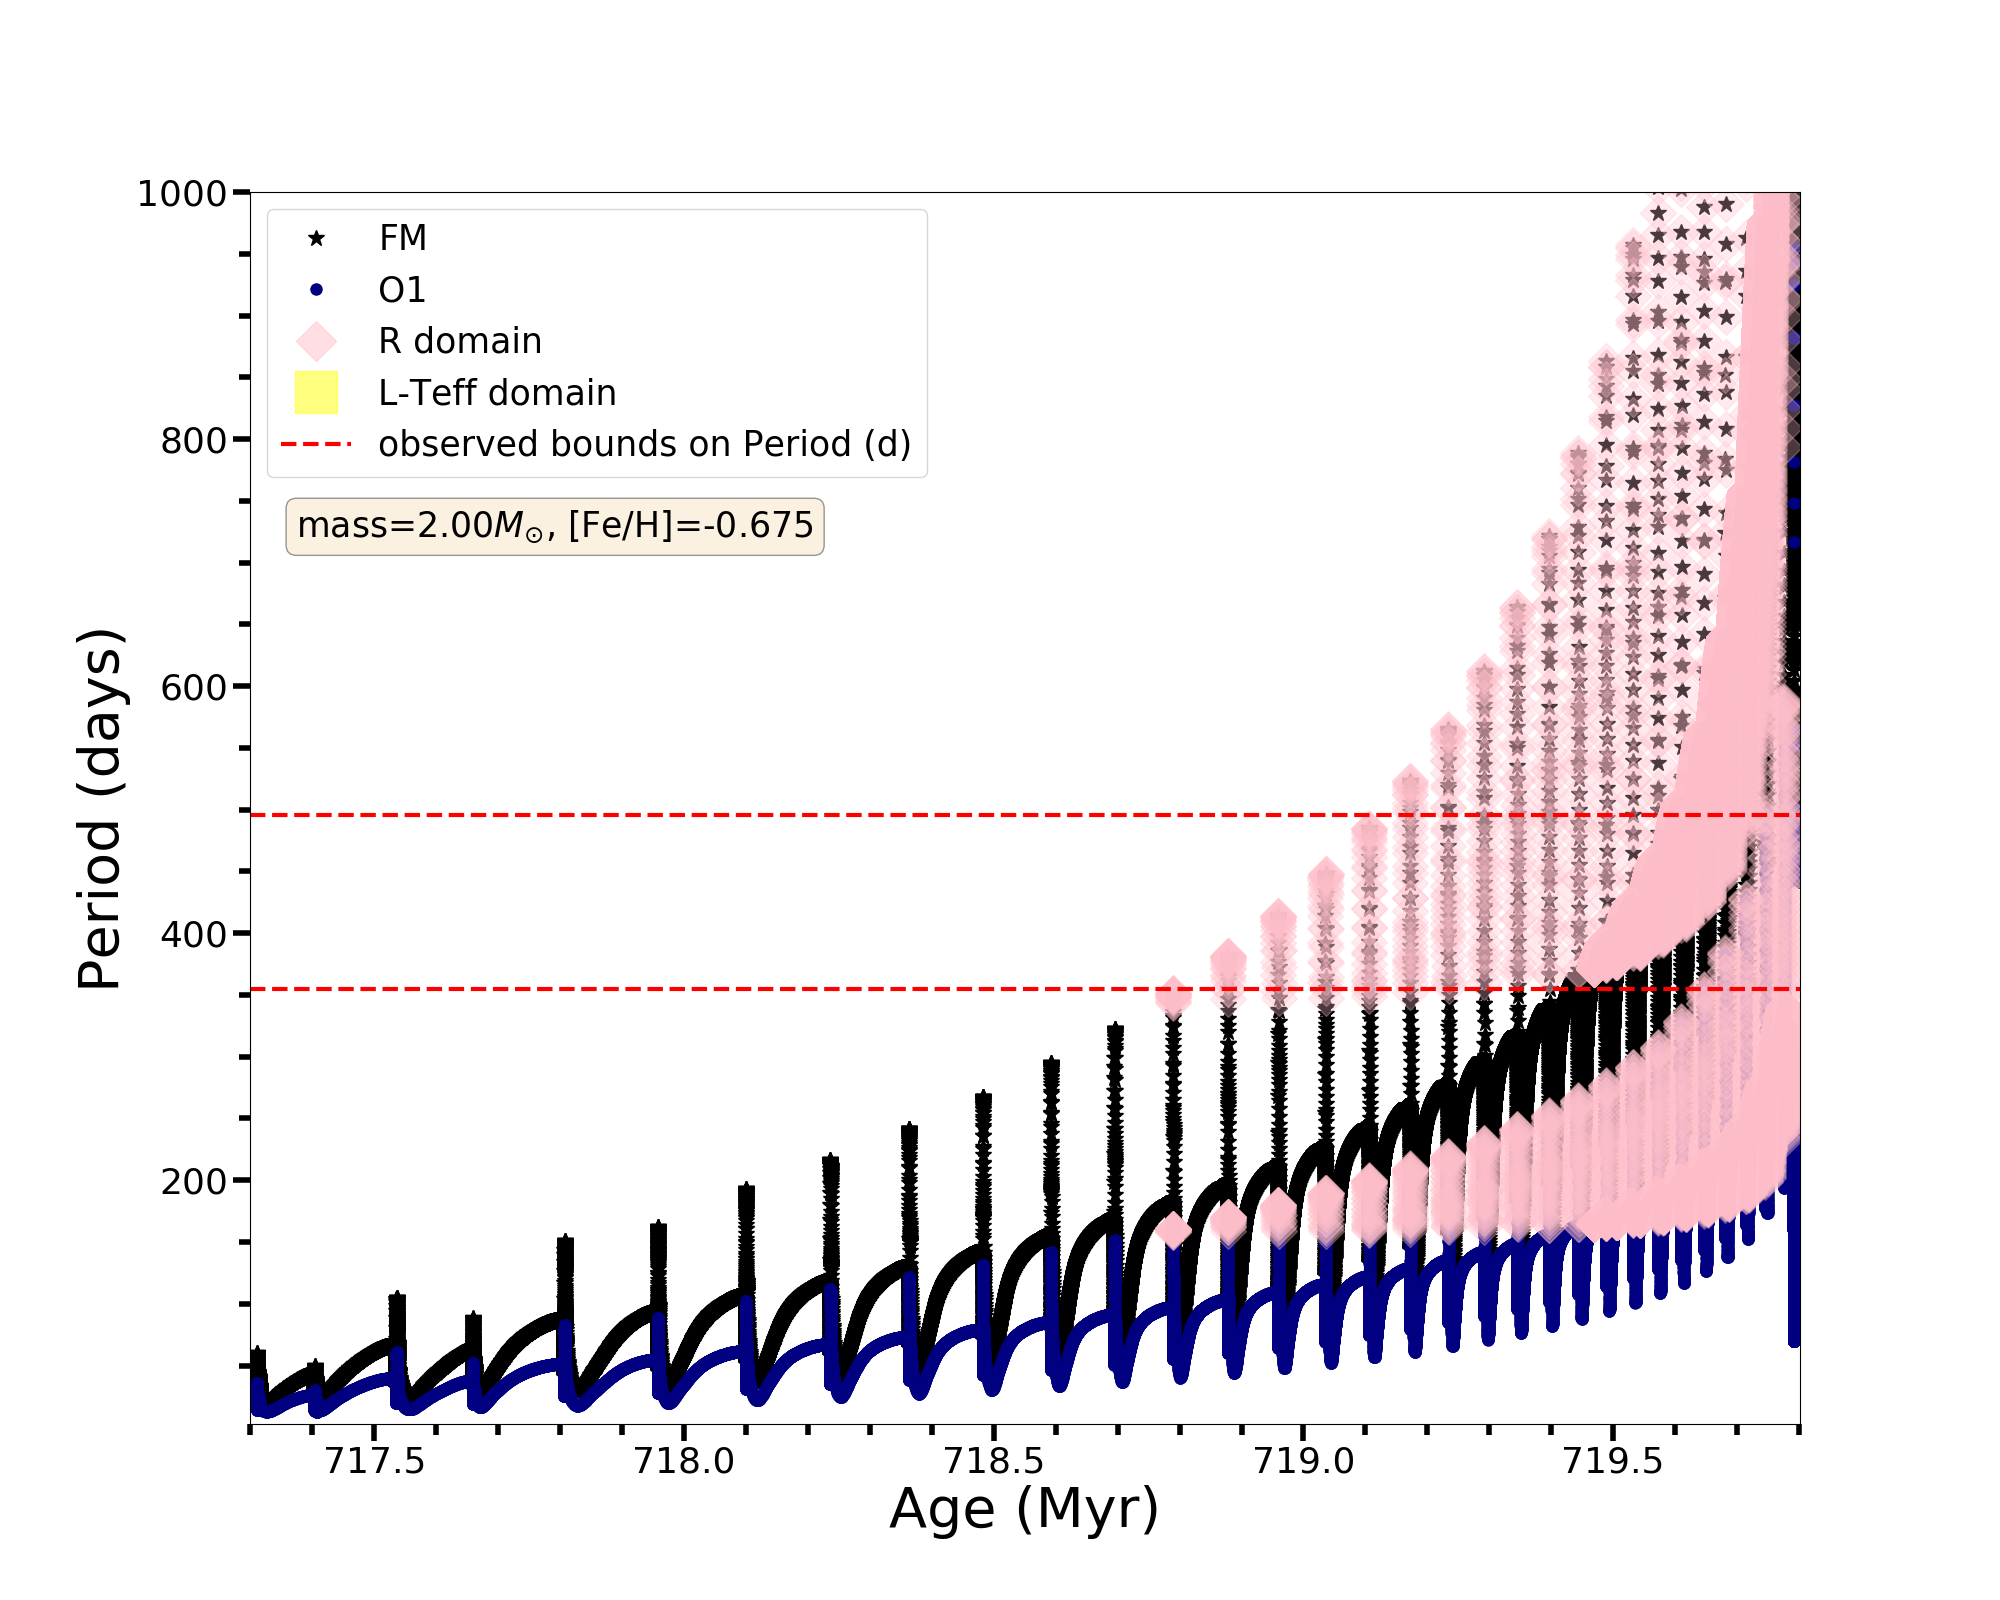 1000
800
600
400
200
Period (days)
FM
O1
R domain
L-Teff domain
observed bounds on Period (d)
mass=2.00M☉, [Fe/H]=-0.675
717.5 718.0 718.5 719.0 719.5
Age (Myr)